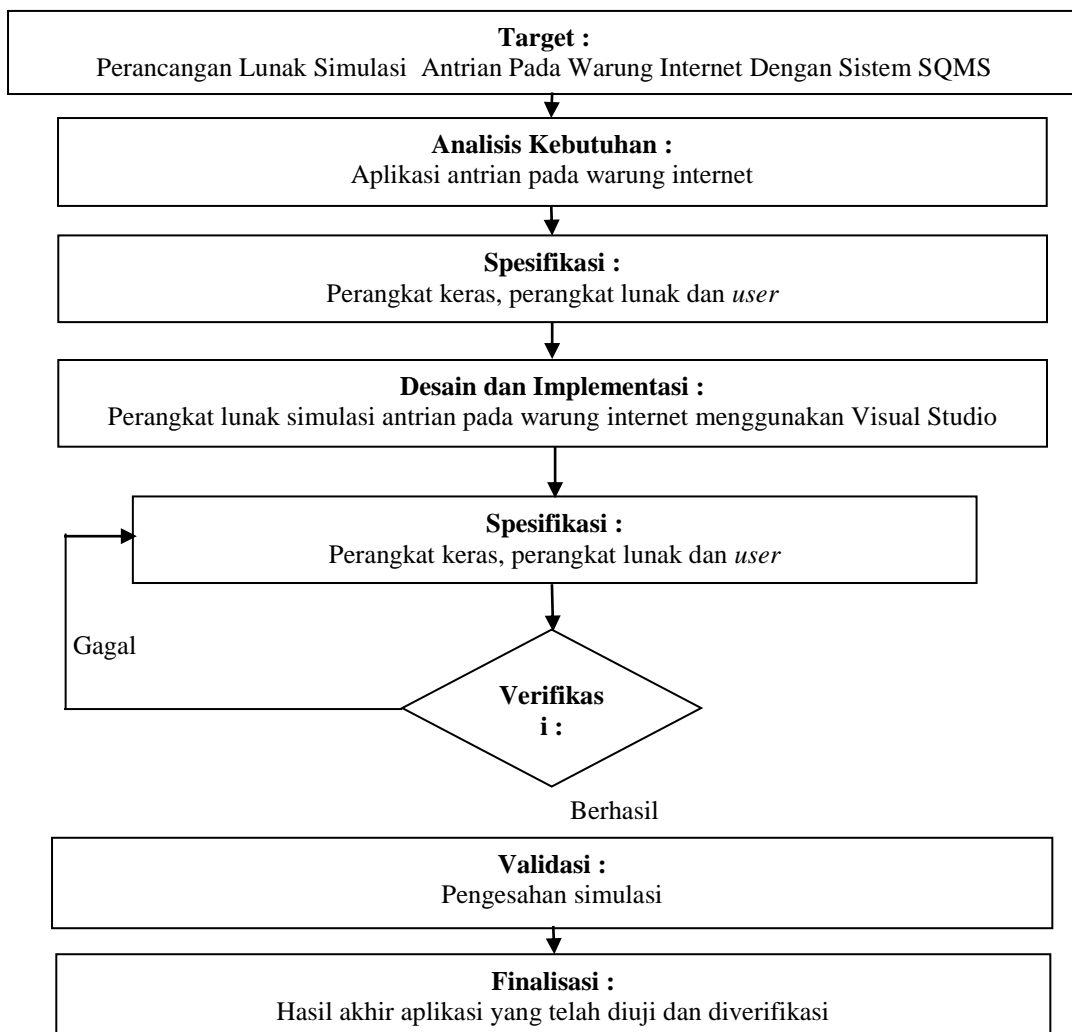 Target :
Perancangan Lunak Simulasi Antrian Pada Warung Internet Dengan Sistem SQMS
Analisis Kebutuhan :
Aplikasi antrian pada warung internet
Spesifikasi :
Perangkat keras, perangkat lunak dan user
Desain dan Implementasi :
Perangkat lunak simulasi antrian pada warung internet menggunakan Visual Studio
Spesifikasi :
Perangkat keras, perangkat lunak dan user
Gagal
Verifikas
i :
Berhasil
Validasi :
Pengesahan simulasi
Finalisasi :
Hasil akhir aplikasi yang telah diuji dan diverifikasi